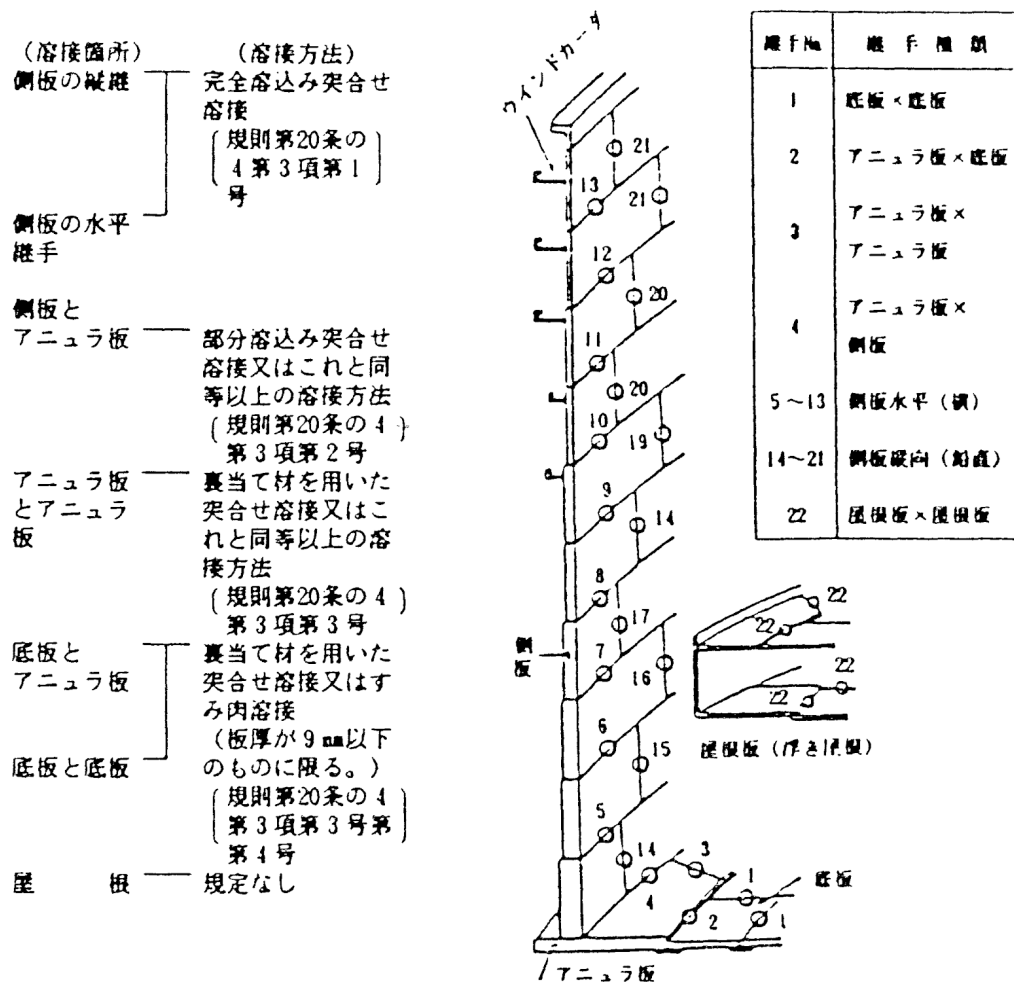 (溶接箇所) (溶接方法)
側板の縦継 完全溶込み突合せ
溶接
(規則第20条の
4第3項第1
号)
側板の水平
継手
側板と
アニュラ板 部分溶込み突合せ
溶接又はこれと同
等以上の溶接方法
(規則第20条の4
第3項第2号)
アニュラ板 裏当て材を用いた
とアニュラ 突合せ溶接又はこ
板 れと同等以上の溶
接方法
(規則第20条の4
第3項第3号)
底板と 裏当て材を用いた
アニュラ板 突合せ溶接又はす
み肉溶接
(板厚が9㎜以下
底板と底板 のものに限る。)
(規則第20条の4
第3項第3号第
第4号)
屋根 規定なし
ウインドガーダ
21
13
21
12
20
11
20
10
19
9
14
8
17
側板
7
16
6
15
5
14
3
1
底板
4
2
1
アニュラ板
継手№ 継手種類
1 底板×底板
2 アニュラ板×底板
3 アニュラ板×
アニュラ板
4 アニュラ板×
側板
5~13 側板水平(横)
14~21 側板縦向(鉛直)
22 屋根板×屋根板
22
22
22
22
屋根板(浮き屋根)